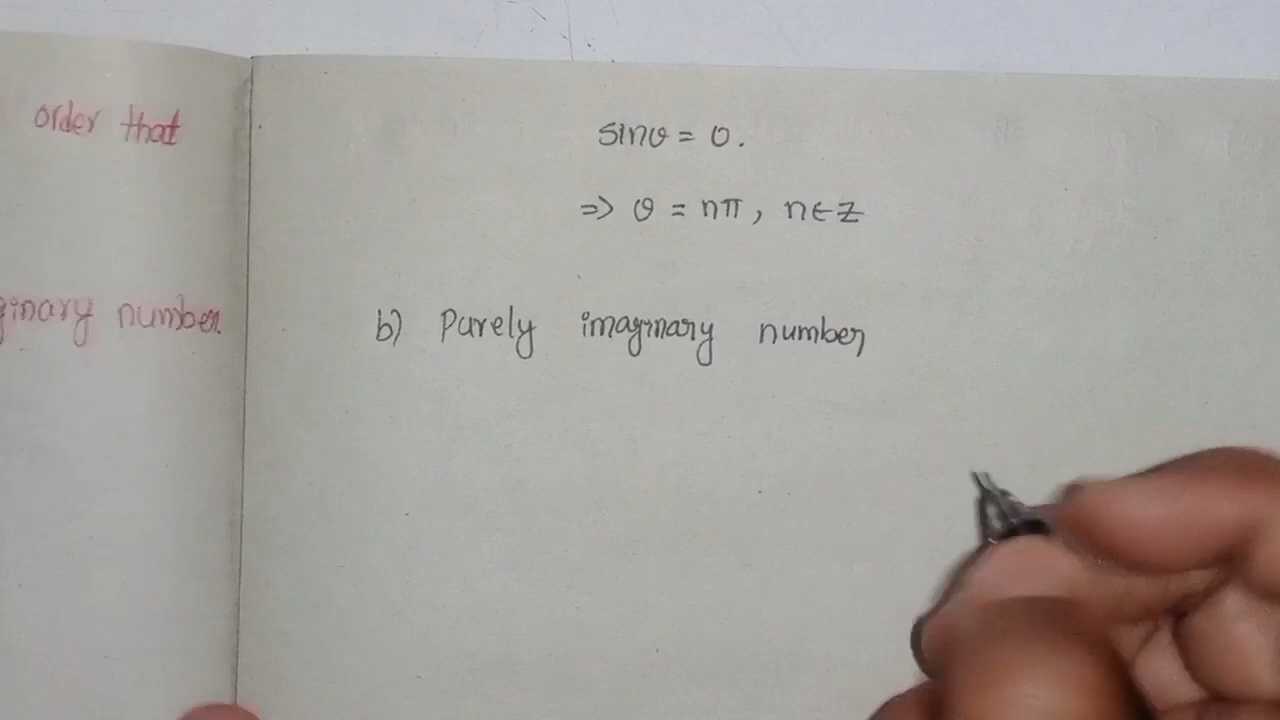 order that
ginary number.
sinθ = 0.
=> θ = nπ, n∈Z
b) Purely imaginary number